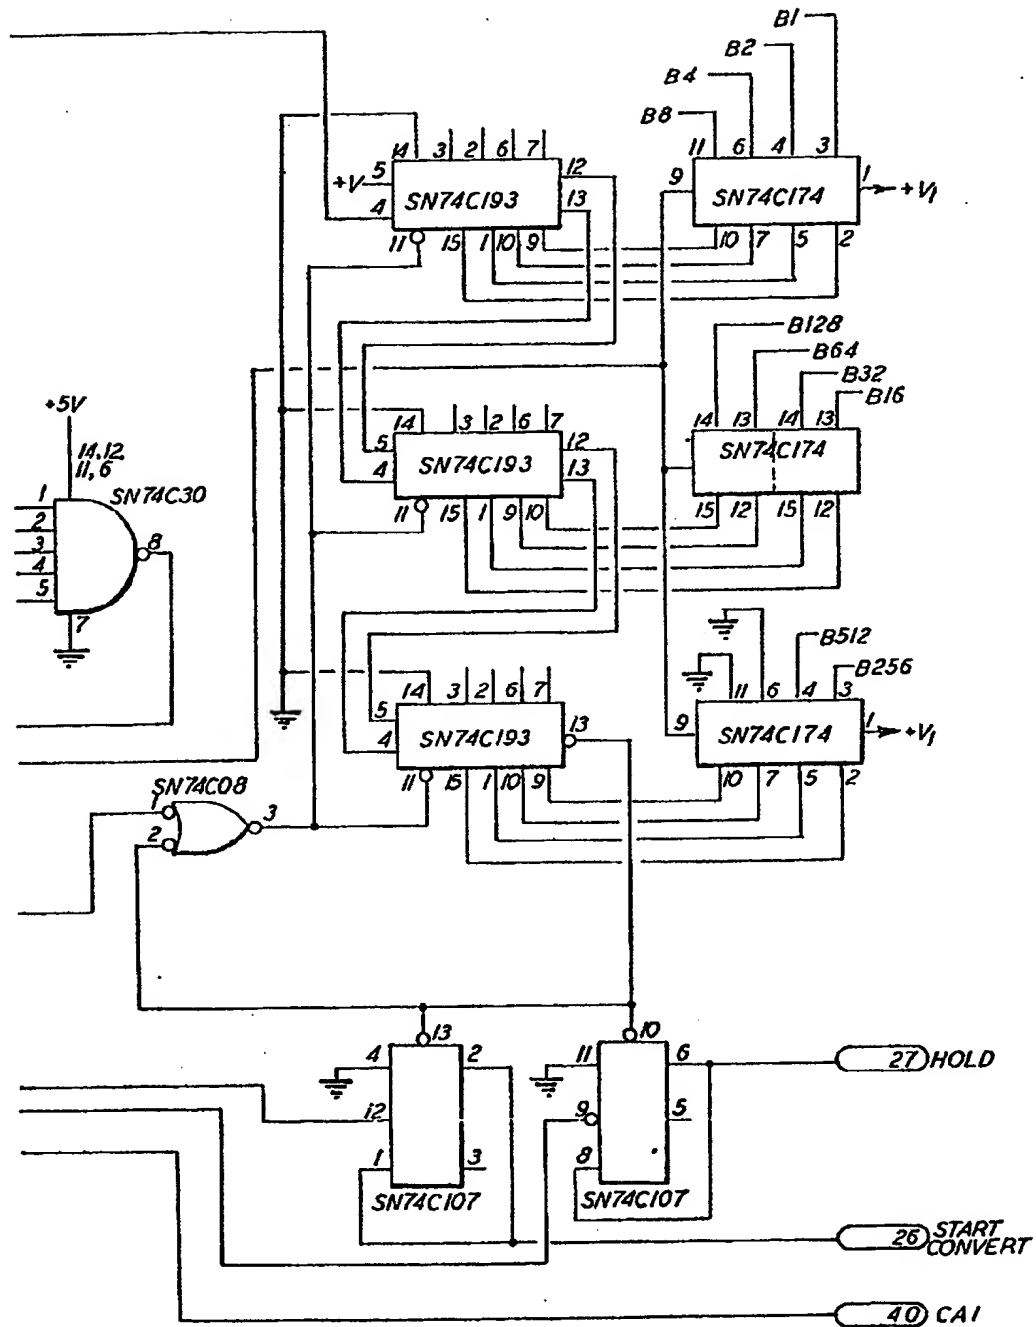 B1
B2
B4
B8
14 3 2 6 7
12
13
+V 5
4
SN74C193
11 15 1 10 9
11 6 4 3
9
SN74C174
1 +V1
10 7 5 2
B128
B64
B32
B16
+5V
14,12
11,6
SN74C30
1
2
3
4
5
8
7
14 3 2 6 7
12
13
5
4
SN74C193
11 15 1 9 10
14 13 14 13
SN74C174
15 12 15 12
B512
B256
14 3 2 6 7
5
4
13
SN74C193
11 15 1 10 9
11 6 4 3
9
SN74C174
1 +V1
10 7 5 2
SN74C08
1
2
3
13
4
2
12
1
3
SN74C107
10
11
6
9
5
8
SN74C107
27 HOLD
26 START
CONVERT
40 CA1